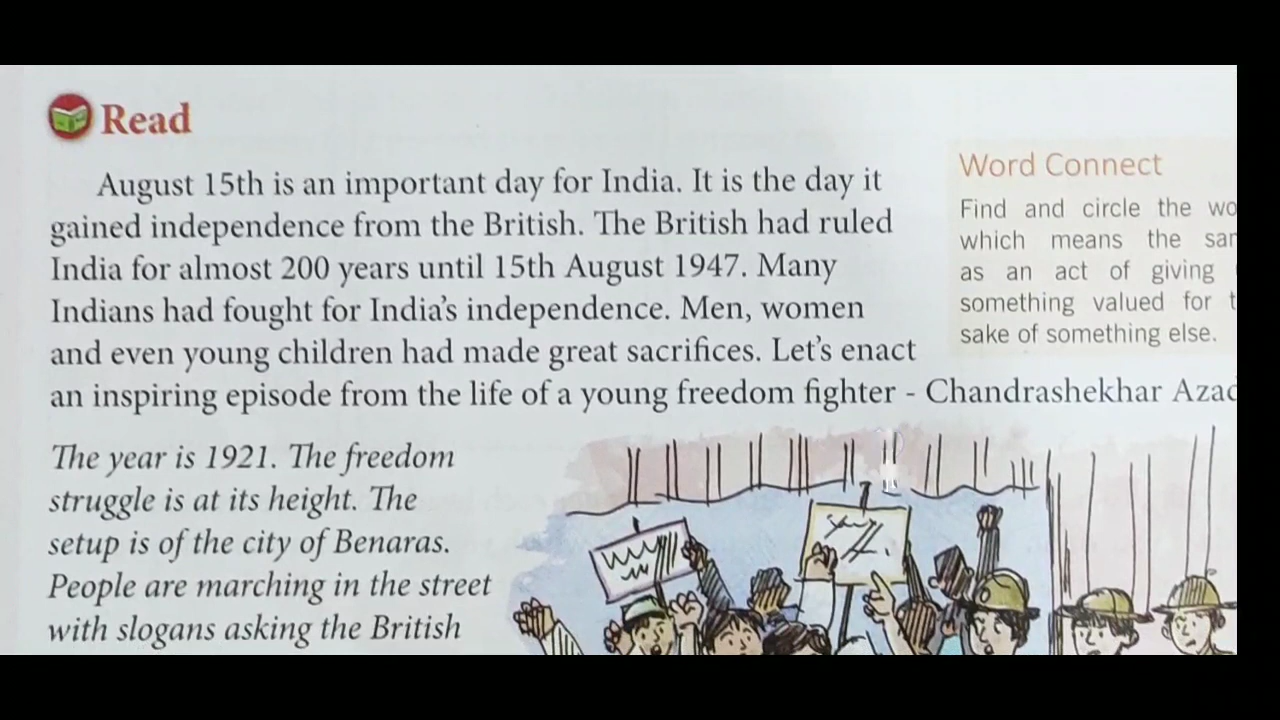 Read
August 15th is an important day for India. It is the day it
gained independence from the British. The British had ruled
India for almost 200 years until 15th August 1947. Many
Indians had fought for India's independence. Men, women
and even young children had made great sacrifices. Let's enact
an inspiring episode from the life of a young freedom fighter - Chandrashekhar Azad
Word Connect
Find and circle the
which means the
as an act of giving
something valued for
sake of something else.
The year is 1921. The freedom
struggle is at its height. The
setup is of the city of Benaras.
People are marching in the street
with slogans asking the British